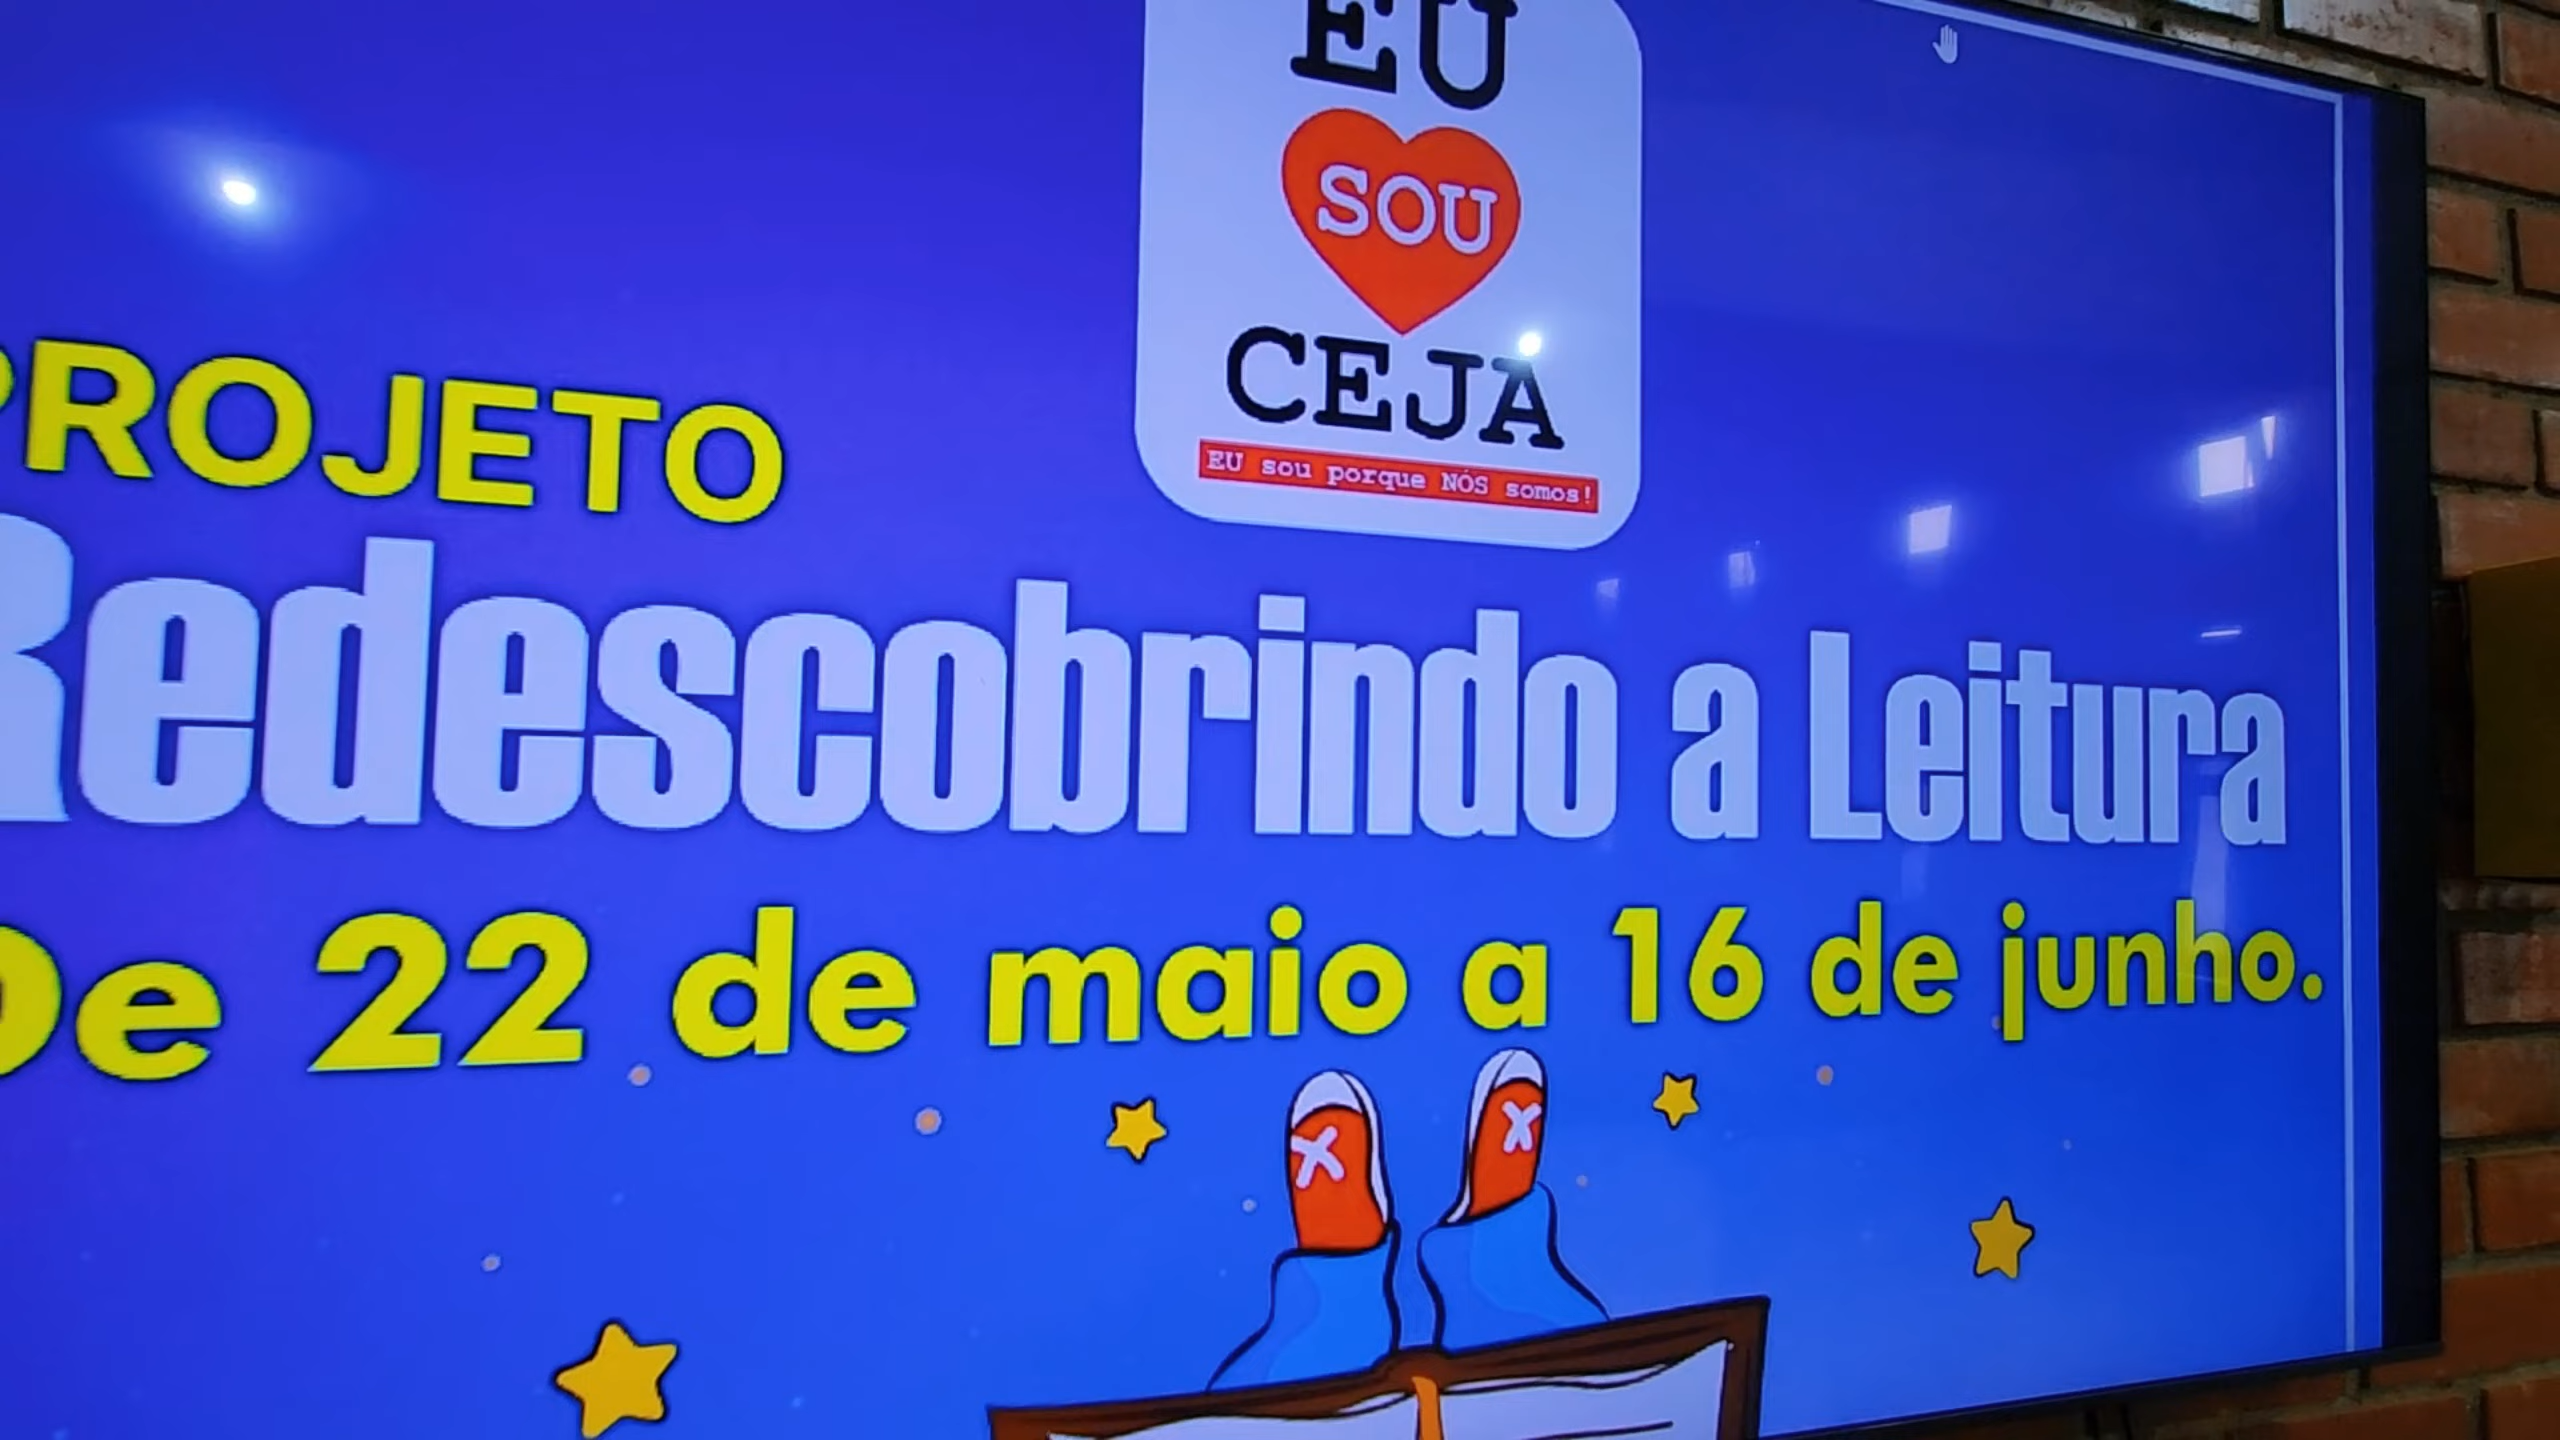 EU
SOU
CEJA
EU sou porque NÓS somos!
PROJETO
Redescobrindo a Leitura
De 22 de maio a 16 de junho.